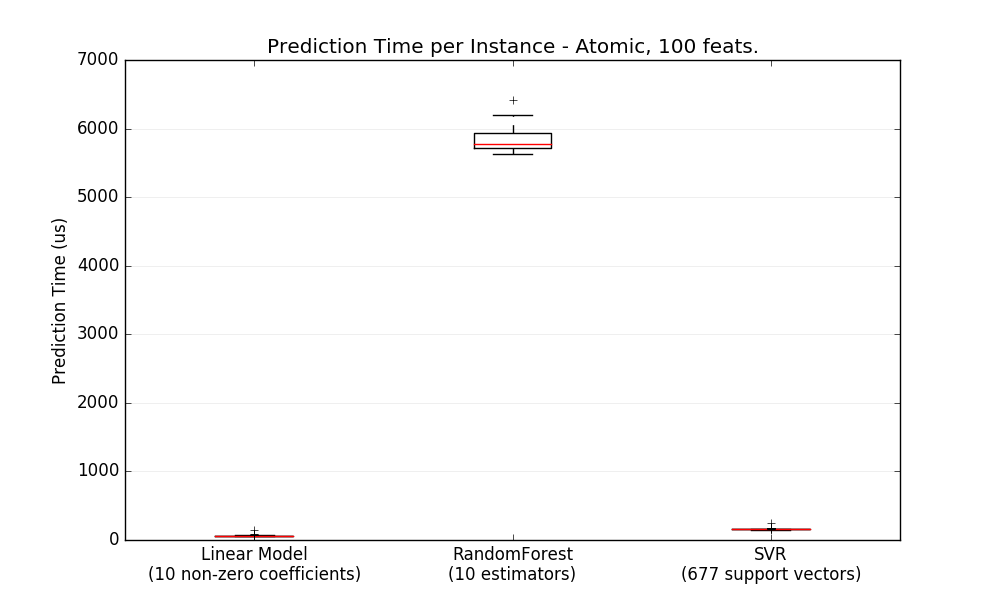 Prediction Time per Instance - Atomic, 100 feats.
7000
6000
5000
4000
3000
2000
1000
0
Prediction Time (us)
Linear Model
(10 non-zero coefficients)
RandomForest
(10 estimators)
SVR
(677 support vectors)